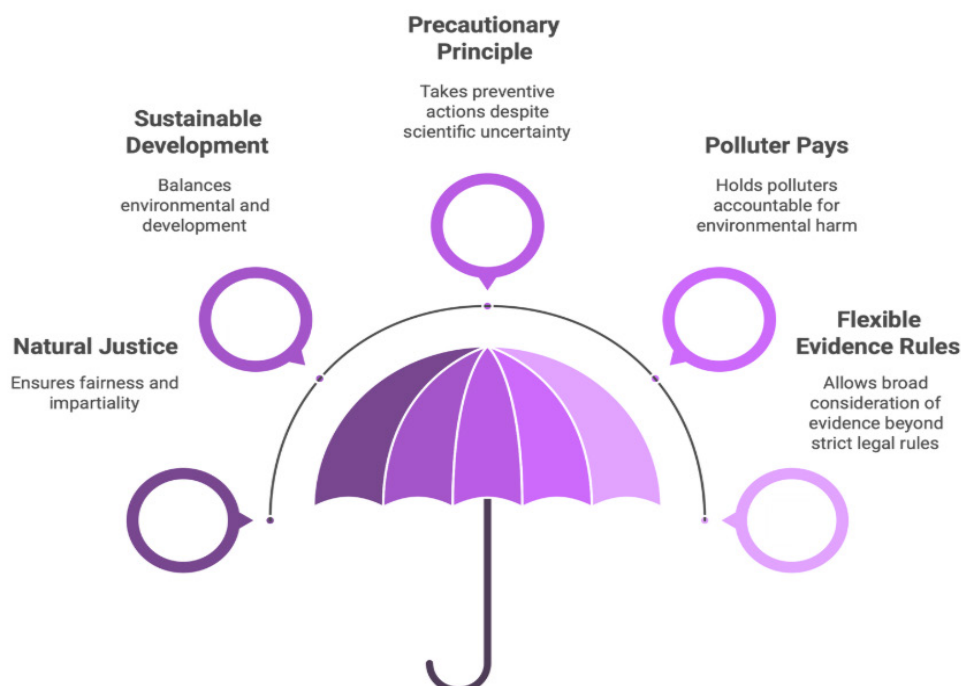 Precautionary
Principle
Takes preventive
actions despite
scientific uncertainty
Sustainable
Development
Balances
environmental and
development
Polluter Pays
Holds polluters
accountable for
environmental harm
Natural Justice
Ensures fairness and
impartiality
Flexible
Evidence Rules
Allows broad
consideration of
evidence beyond
strict legal rules